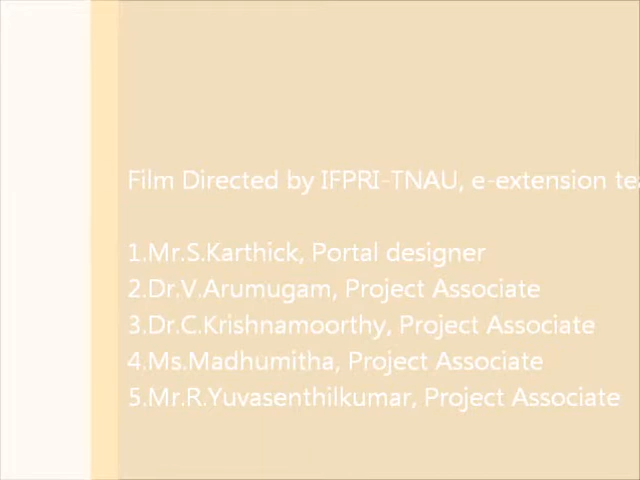 Film Directed by IFPRI-TNAU, e-extension
1.Mr.S.Karthick, Portal designer
2.Dr.V.Arumugam, Project Associate
3.Dr.C.Krishnamoorthy, Project Associate
4.Ms.Madhumitha, Project Associate
5.Mr.R.Yuvasenthilkumar, Project Associate